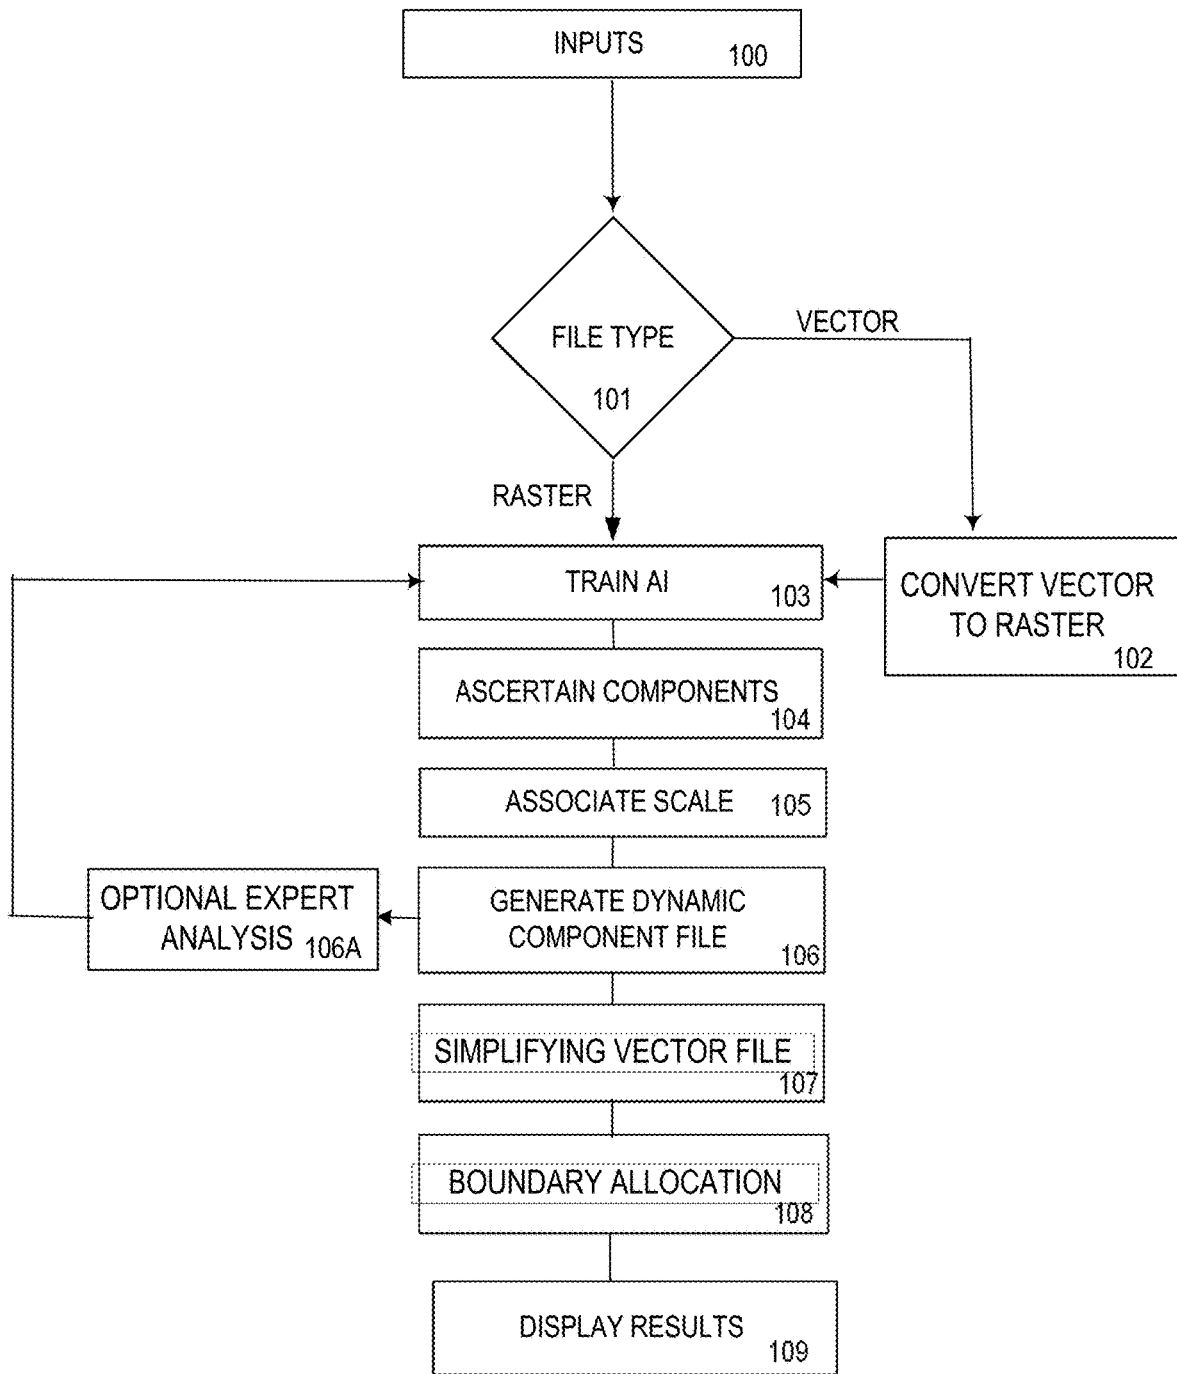 INPUTS
100
FILE TYPE
101
VECTOR
RASTER
TRAIN AI
103
CONVERT VECTOR
TO RASTER
102
ASCERTAIN COMPONENTS
104
ASSOCIATE SCALE
105
OPTIONAL EXPERT
ANALYSIS 106A
GENERATE DYNAMIC
COMPONENT FILE
106
SIMPLIFYING VECTOR FILE
107
BOUNDARY ALLOCATION
108
DISPLAY RESULTS
109